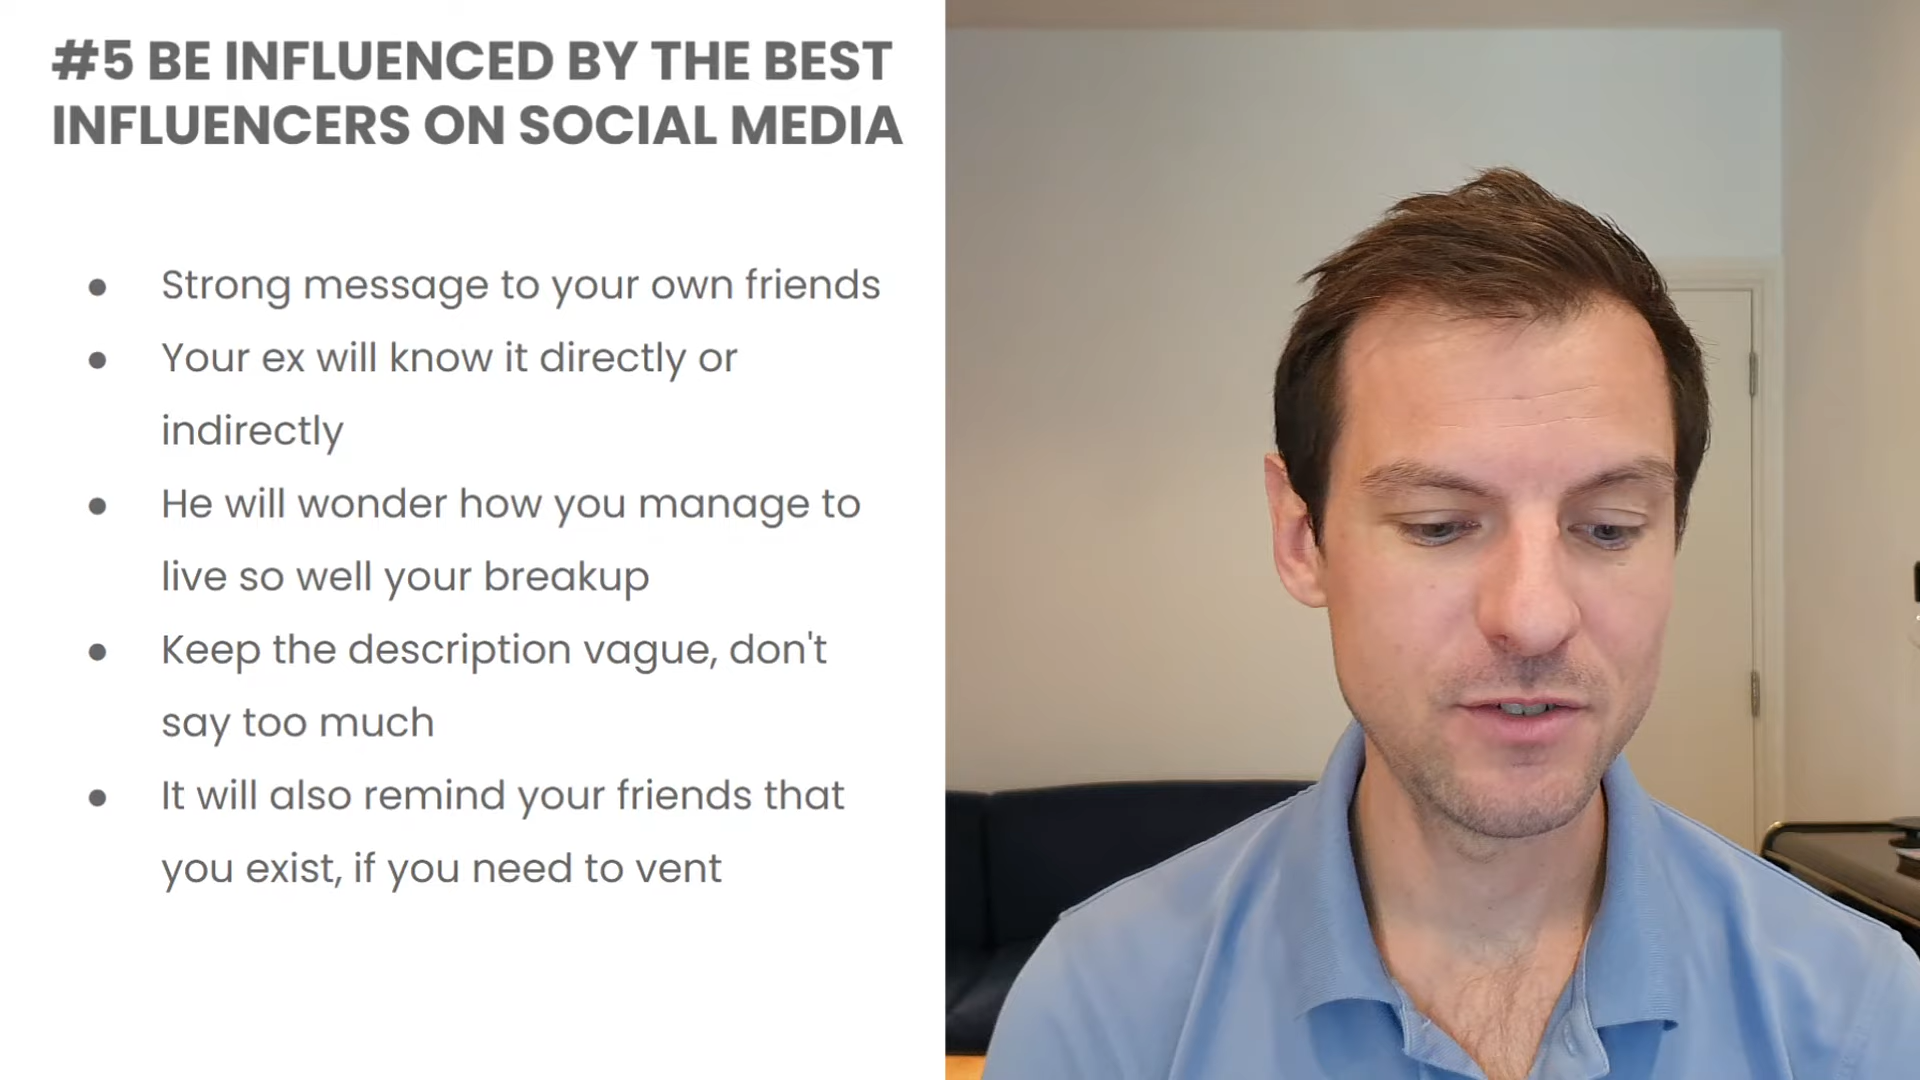 #5 BE INFLUENCED BY THE BEST
INFLUENCERS ON SOCIAL MEDIA
● Strong message to your own friends
● Your ex will know it directly or
indirectly
● He will wonder how you manage to
live so well your breakup
● Keep the description vague, don't
say too much
● It will also remind your friends that
you exist, if you need to vent